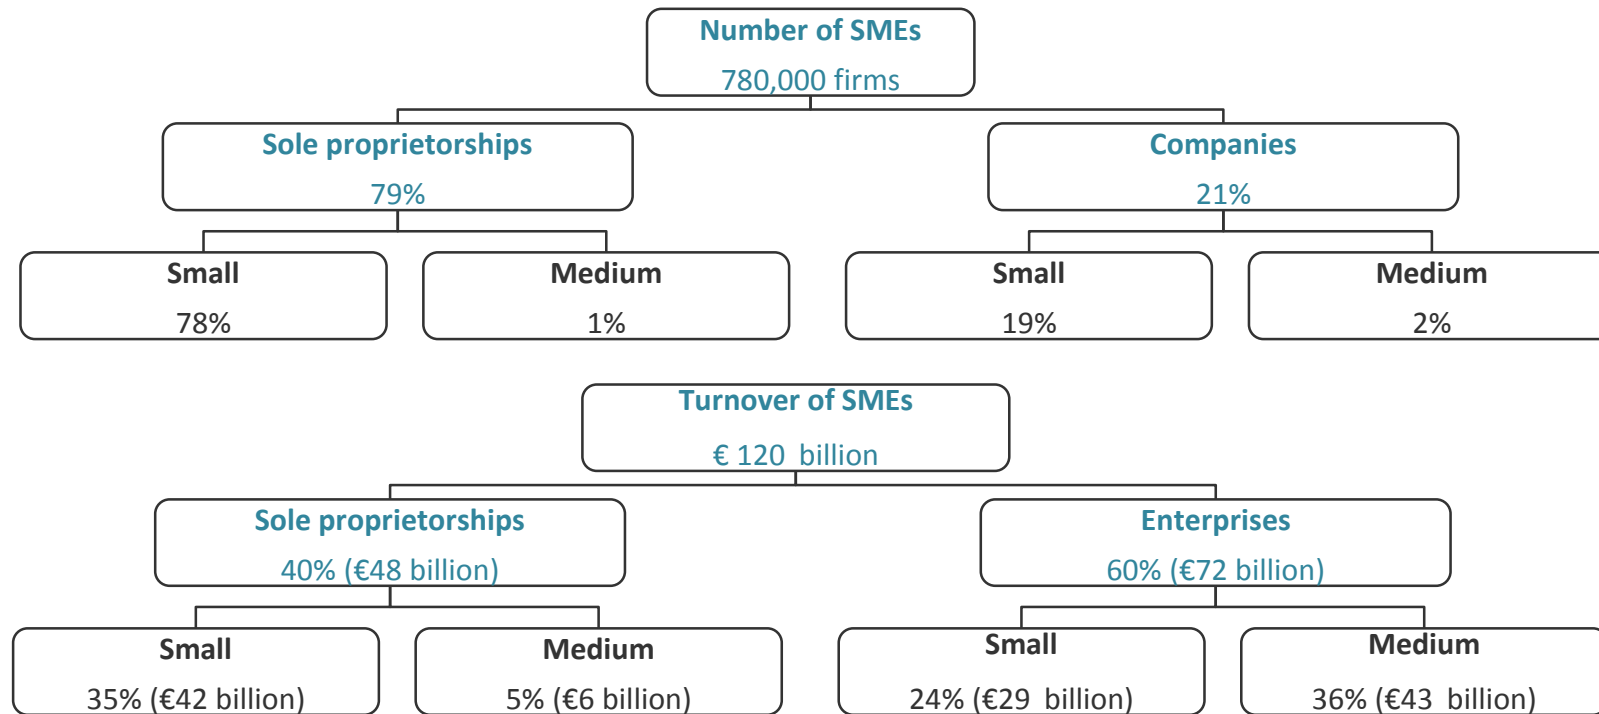 Number of SMEs
780,000 firms
Sole proprietorships
79%
Companies
21%
Small
78%
Medium
1%
Small
19%
Medium
2%
Turnover of SMEs
€ 120 billion
Sole proprietorships
40% (€48 billion)
Enterprises
60% (€72 billion)
Small
35% (€42 billion)
Medium
5% (€6 billion)
Small
24% (€29 billion)
Medium
36% (€43 billion)